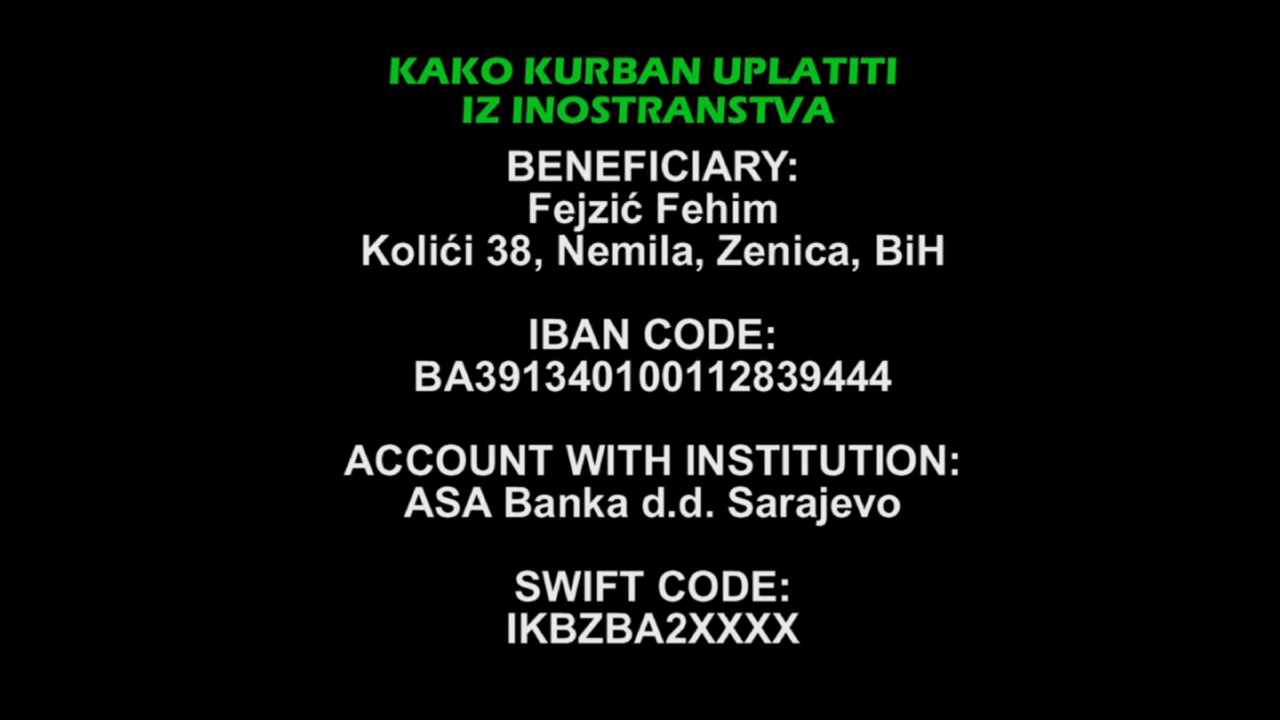 KAKO KURBAN UPLATITI
IZ INOSTRANSTVA
BENEFICIARY:
Fejzić Fehim
Kolići 38, Nemila, Zenica, BiH
IBAN CODE:
BA391340100112839444
ACCOUNT WITH INSTITUTION:
ASA Banka d.d. Sarajevo
SWIFT CODE:
IKBZBA2XXXX